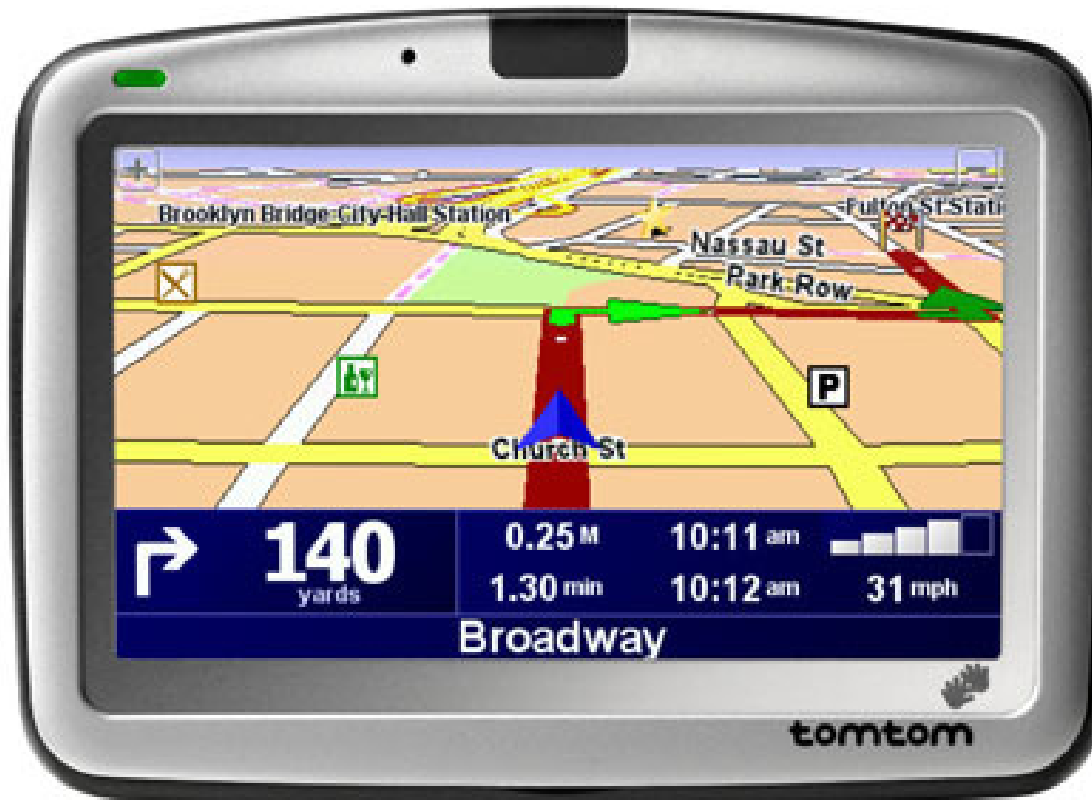 Brooklyn Bridge-City Hall Station
Fulton St Stati
Nassau St
Park Row
P
Church St
140
yards
0.25 M
10:11 am
1.30 min
10:12 am
31 mph
Broadway
tomtom